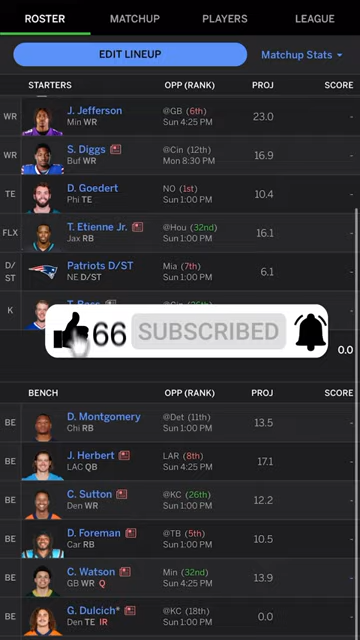 ROSTER MATCHUP PLAYERS LEAGUE
EDIT LINEUP Matchup Stats
STARTERS OPP (RANK) PROJ SCORE
WR J. Jefferson @GB (6th) 23.0 -
Min WR Sun 4:25 PM
WR S. Diggs @Cin (12th) 16.9 -
Buf WR Mon 8:30 PM
TE D. Goedert NO (1st) 10.4 -
Phi TE Sun 1:00 PM
FLX T. Etienne Jr. @Hou (32nd) 16.1 -
Jax RB Sun 1:00 PM
D/ST Patriots D/ST Mia (7th) 6.1 -
NE D/ST Sun 1:00 PM
K
66 SUBSCRIBED
0.0
BENCH OPP (RANK) PROJ SCORE
BE D. Montgomery @Det (11th) 13.5 -
Chi RB Sun 1:00 PM
BE J. Herbert LAR (8th) 17.1 -
LAC QB Sun 4:25 PM
BE C. Sutton @KC (26th) 12.2 -
Den WR Sun 1:00 PM
BE D. Foreman @TB (5th) 10.5 -
Car RB Sun 1:00 PM
BE C. Watson Min (32nd) 13.9 -
GB WR Q Sun 4:25 PM
BE G. Dulcich* @KC (18th) 0.0 -
Den TE IR Sun 1:00 PM